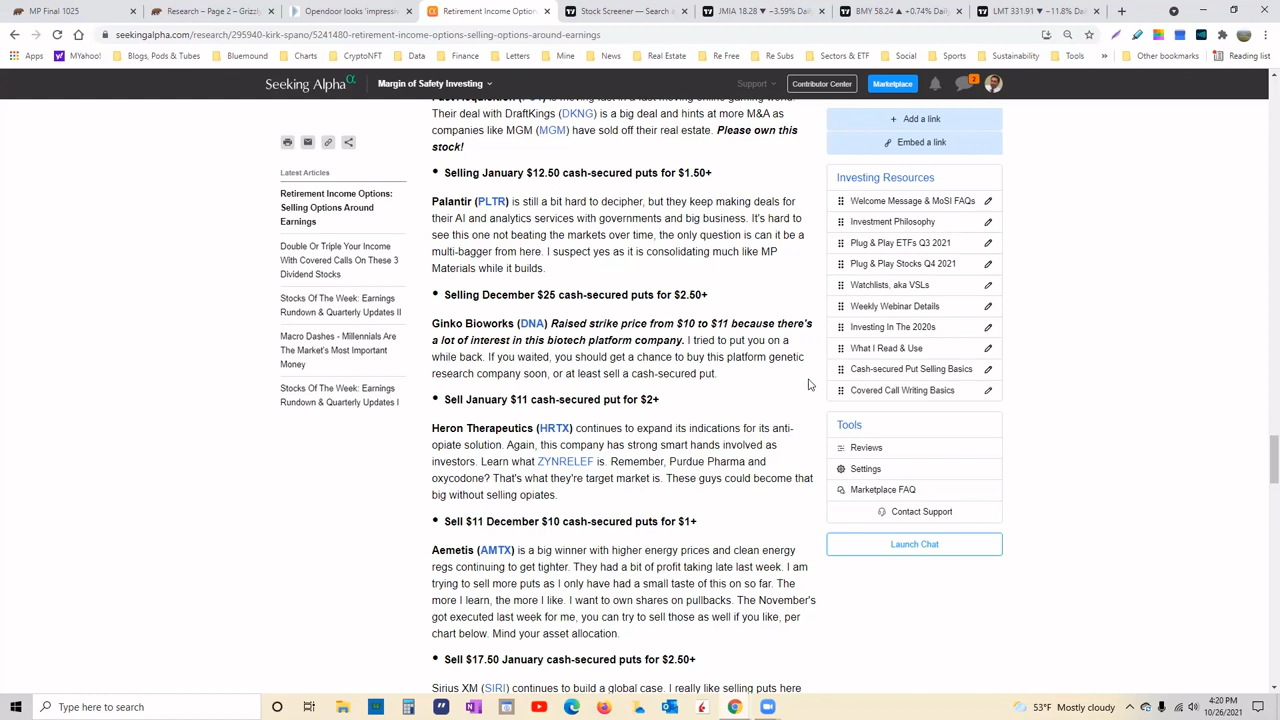 MP Final 1025
Research – Page 2 – Grizzl
Opendoor looks impressiv
Retirement Income Options
Stock Screener — Search
JMIA 18.28 −3.59% Daily
BMY 58.24 +0.74% Daily
LMT 331.91 −11.8% Daily
seekingalpha.com/research/295940-kirk-spano/5241480-retirement-income-options-selling-options-around-earnings
Apps
M!Yahoo!
Blogs, Pods & Tubes
Bluemound
Charts
CryptoNFT
Data
Finance
Letters
Mine
News
Real Estate
Re Free
Re Subs
Sectors & ETF
Social
Sports
Sustainability
Tools
»
Other bookmarks
Reading list
Seeking Alpha α
Margin of Safety Investing
Support
Contributor Center
Marketplace
2
Latest Articles
Retirement Income Options:
Selling Options Around
Earnings
Double Or Triple Your Income
With Covered Calls On These 3
Dividend Stocks
Stocks Of The Week: Earnings
Rundown & Quarterly Updates II
Macro Dashes - Millennials Are
The Market's Most Important
Money
Stocks Of The Week: Earnings
Rundown & Quarterly Updates I
Their deal with DraftKings (DKNG) is a big deal and hints at more M&A as
companies like MGM (MGM) have sold off their real estate. Please own this
stock!
• Selling January $12.50 cash-secured puts for $1.50+
Palantir (PLTR) is still a bit hard to decipher, but they keep making deals for
their AI and analytics services with governments and big business. It's hard to
see this one not beating the markets over time, the only question is can it be a
multi-bagger from here. I suspect yes as it is consolidating much like MP
Materials while it builds.
• Selling December $25 cash-secured puts for $2.50+
Ginko Bioworks (DNA) Raised strike price from $10 to $11 because there's
a lot of interest in this biotech platform company. I tried to put you on a
while back. If you waited, you should get a chance to buy this platform genetic
research company soon, or at least sell a cash-secured put.
• Sell January $11 cash-secured put for $2+
Heron Therapeutics (HRTX) continues to expand its indications for its anti-
opiate solution. Again, this company has strong smart hands involved as
investors. Learn what ZYNRELEF is. Remember, Purdue Pharma and
oxycodone? That's what they're target market is. These guys could become that
big without selling opiates.
• Sell $11 December $10 cash-secured puts for $1+
Aemetis (AMTX) is a big winner with higher energy prices and clean energy
regs continuing to get tighter. They had a bit of profit taking late last week. I am
trying to sell more puts as I only have had a small taste of this on so far. The
more I learn, the more I like. I want to own shares on pullbacks. The November's
got executed last week for me, you can try to sell those as well if you like, per
chart below. Mind your asset allocation.
• Sell $17.50 January cash-secured puts for $2.50+
Sirius XM (SIRI) continues to build a global case. I really like selling puts here
+ Add a link
Embed a link
Investing Resources
Welcome Message & MoSI FAQs
Investment Philosophy
Plug & Play ETFs Q3 2021
Plug & Play Stocks Q4 2021
Watchlists, aka VSLs
Weekly Webinar Details
Investing In The 2020s
What I Read & Use
Cash-secured Put Selling Basics
Covered Call Writing Basics
Tools
Reviews
Settings
Marketplace FAQ
Contact Support
Launch Chat
Type here to search
53°F Mostly cloudy
4:20 PM
10/26/2021